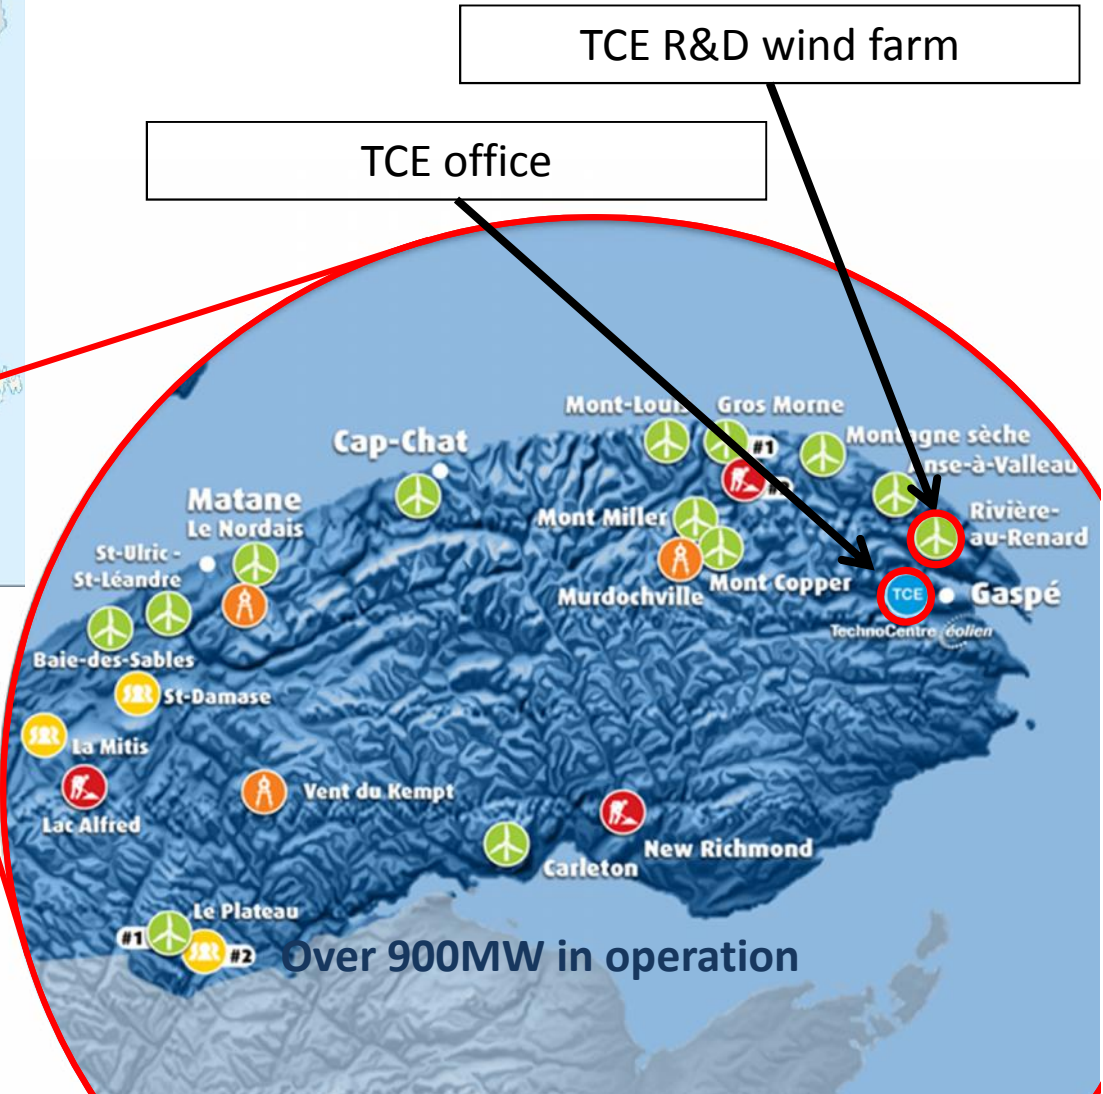 TCE R&D wind farm
TCE office
Mont-Louis
Gros Morne
#1
Cap-Chat
Montagne sèche
Anse-à-Valleau
Matane
Le Nordais
Mont Miller
Rivière-
au-Renard
St-Ulric -
St-Léandre
Mont Copper
Murdochville
TCE
Gaspé
TechnoCentre éolien
Baie-des-Sables
St-Damase
La Mitis
Vent du Kempt
Lac Alfred
New Richmond
Carleton
Le Plateau
#1
#2
Over 900MW in operation